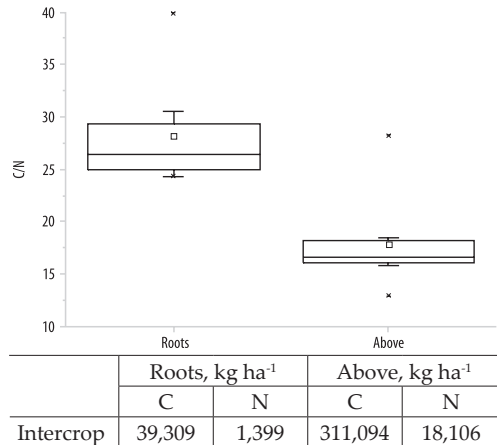 40
35
30
25
20
15
10
C/N
Roots Above
Roots, kg ha-1 Above, kg ha-1
C N C N
Intercrop 39,309 1,399 311,094 18,106